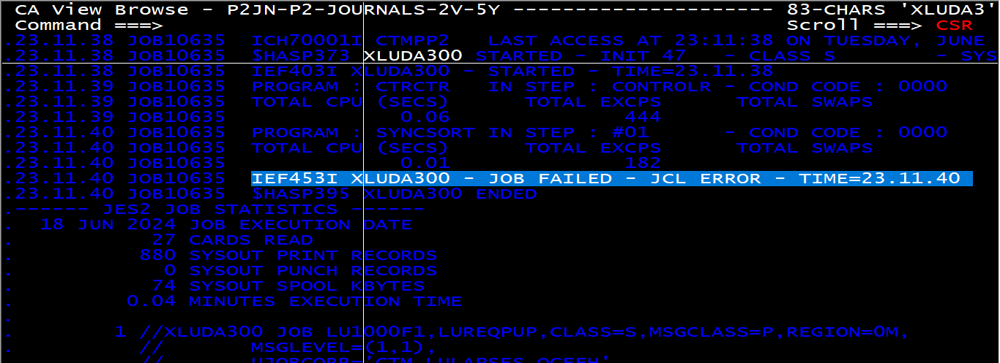 CA View Browse - P2JN-P2-JOURNALS-2V-5Y --------------------- 83-CHARS 'XLUDA3'
Command ===> Scroll ===> CSR
.23.11.38 JOB10635  ICH70001I CTMPP2   LAST ACCESS AT 23:11:38 ON TUESDAY, JUNE
.23.11.38 JOB10635  $HASP373 XLUDA300 STARTED - INIT 47   - CLASS S        - SYS
.23.11.38 JOB10635  IEF403I XLUDA300 - STARTED - TIME=23.11.38
.23.11.39 JOB10635  PROGRAM : CTRCTR   IN STEP : CONTROLR - COND CODE : 0000
.23.11.39 JOB10635  TOTAL CPU (SECS)      TOTAL EXCPS      TOTAL SWAPS
.23.11.39 JOB10635              0.06              444
.23.11.40 JOB10635  PROGRAM : SYNCSORT IN STEP : #01      - COND CODE : 0000
.23.11.40 JOB10635  TOTAL CPU (SECS)      TOTAL EXCPS      TOTAL SWAPS
.23.11.40 JOB10635              0.01              182
.23.11.40 JOB10635  IEF453I XLUDA300 - JOB FAILED - JCL ERROR - TIME=23.11.40
.23.11.40 JOB10635  $HASP395 XLUDA300 ENDED
.------ JES2 JOB STATISTICS ------
.  18 JUN 2024 JOB EXECUTION DATE
.           27 CARDS READ
.          880 SYSOUT PRINT RECORDS
.            0 SYSOUT PUNCH RECORDS
.           74 SYSOUT SPOOL KBYTES
.         0.04 MINUTES EXECUTION TIME
.
.        1 //XLUDA300 JOB LU1000F1,LUREQPUP,CLASS=S,MSGCLASS=P,REGION=0M,
.          //       MSGLEVEL=(1,1),